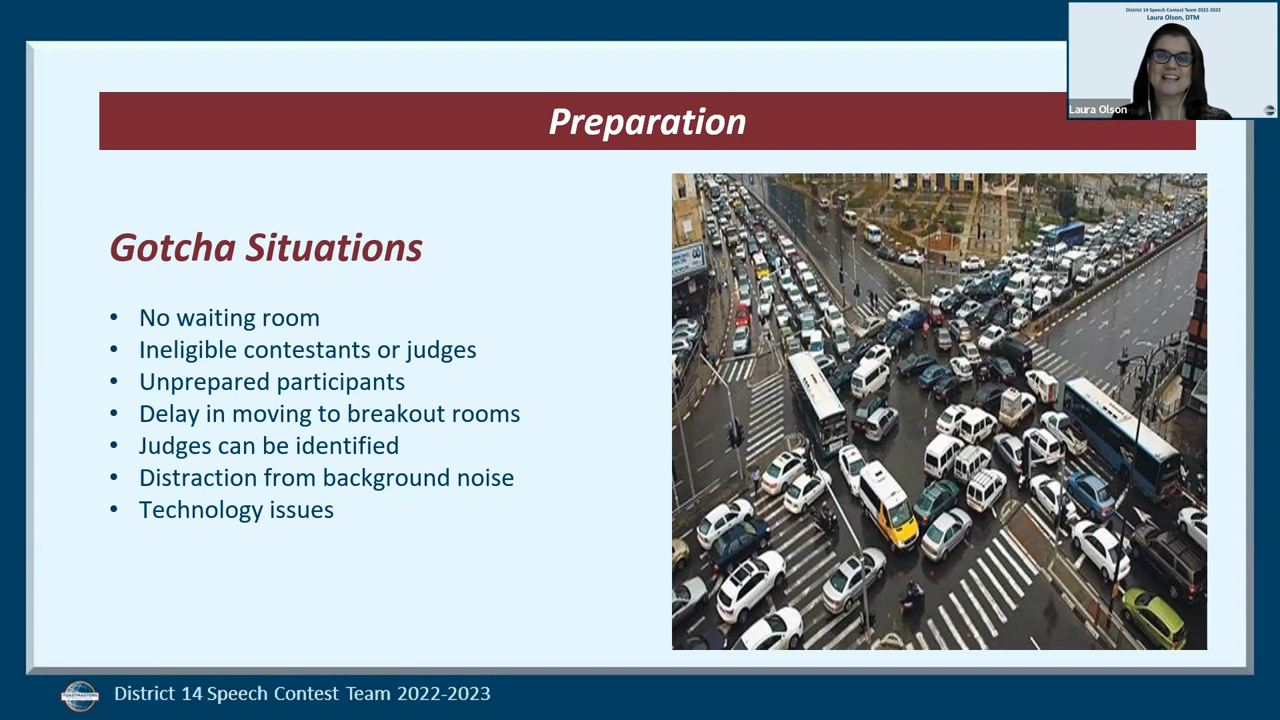 District 14 Speech Contest Team 2022-2022
Laura Olson, DTM
Laura Olson
Preparation
Gotcha Situations
• No waiting room
• Ineligible contestants or judges
• Unprepared participants
• Delay in moving to breakout rooms
• Judges can be identified
• Distraction from background noise
• Technology issues
TOASTMASTERS
District 14 Speech Contest Team 2022-2023